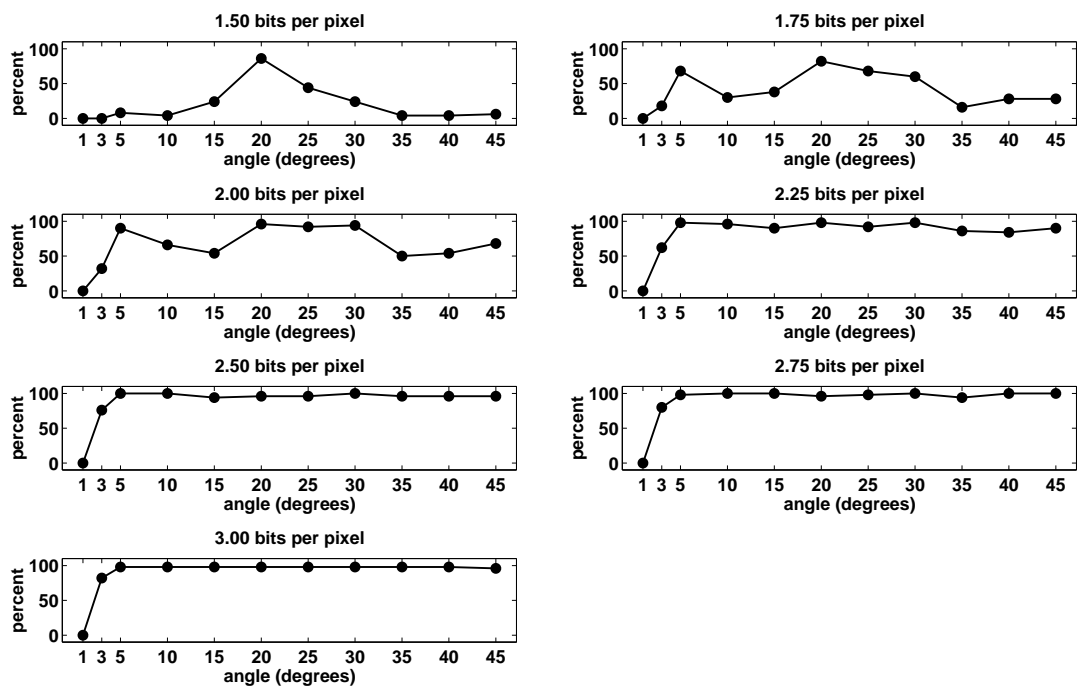 1.50 bits per pixel
percent
100
50
0
1 3 5 10 15 20 25 30 35 40 45
angle (degrees)
1.75 bits per pixel
percent
100
50
0
1 3 5 10 15 20 25 30 35 40 45
angle (degrees)
2.00 bits per pixel
percent
100
50
0
1 3 5 10 15 20 25 30 35 40 45
angle (degrees)
2.25 bits per pixel
percent
100
50
0
1 3 5 10 15 20 25 30 35 40 45
angle (degrees)
2.50 bits per pixel
percent
100
50
0
1 3 5 10 15 20 25 30 35 40 45
angle (degrees)
2.75 bits per pixel
percent
100
50
0
1 3 5 10 15 20 25 30 35 40 45
angle (degrees)
3.00 bits per pixel
percent
100
50
0
1 3 5 10 15 20 25 30 35 40 45
angle (degrees)